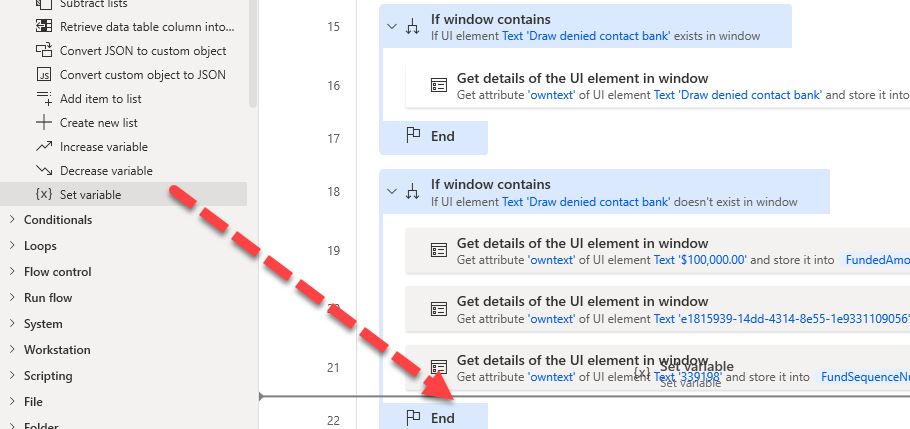 Subtract lists
Retrieve data table column into...
Convert JSON to custom object
JS Convert custom object to JSON
Add item to list
Create new list
Increase variable
Decrease variable
{x} Set variable
Conditionals
Loops
Flow control
Run flow
System
Workstation
Scripting
File
Folder
15
If window contains
If UI element Text 'Draw denied contact bank' exists in window
16
Get details of the UI element in window
Get attribute 'owntext' of UI element Text 'Draw denied contact bank' and store it into
17
End
18
If window contains
If UI element Text 'Draw denied contact bank' doesn't exist in window
19
Get details of the UI element in window
Get attribute 'owntext' of UI element Text '$100,000.00' and store it into FundedAmo
20
Get details of the UI element in window
Get attribute 'owntext' of UI element Text 'e1815939-14dd-4314-8e55-1e9331109056'
21
Get details of the UI element in window
Get attribute 'owntext' of UI element Text '339198' and store it into FundSequenceNu
{x} Set variable
Set variable
22
End